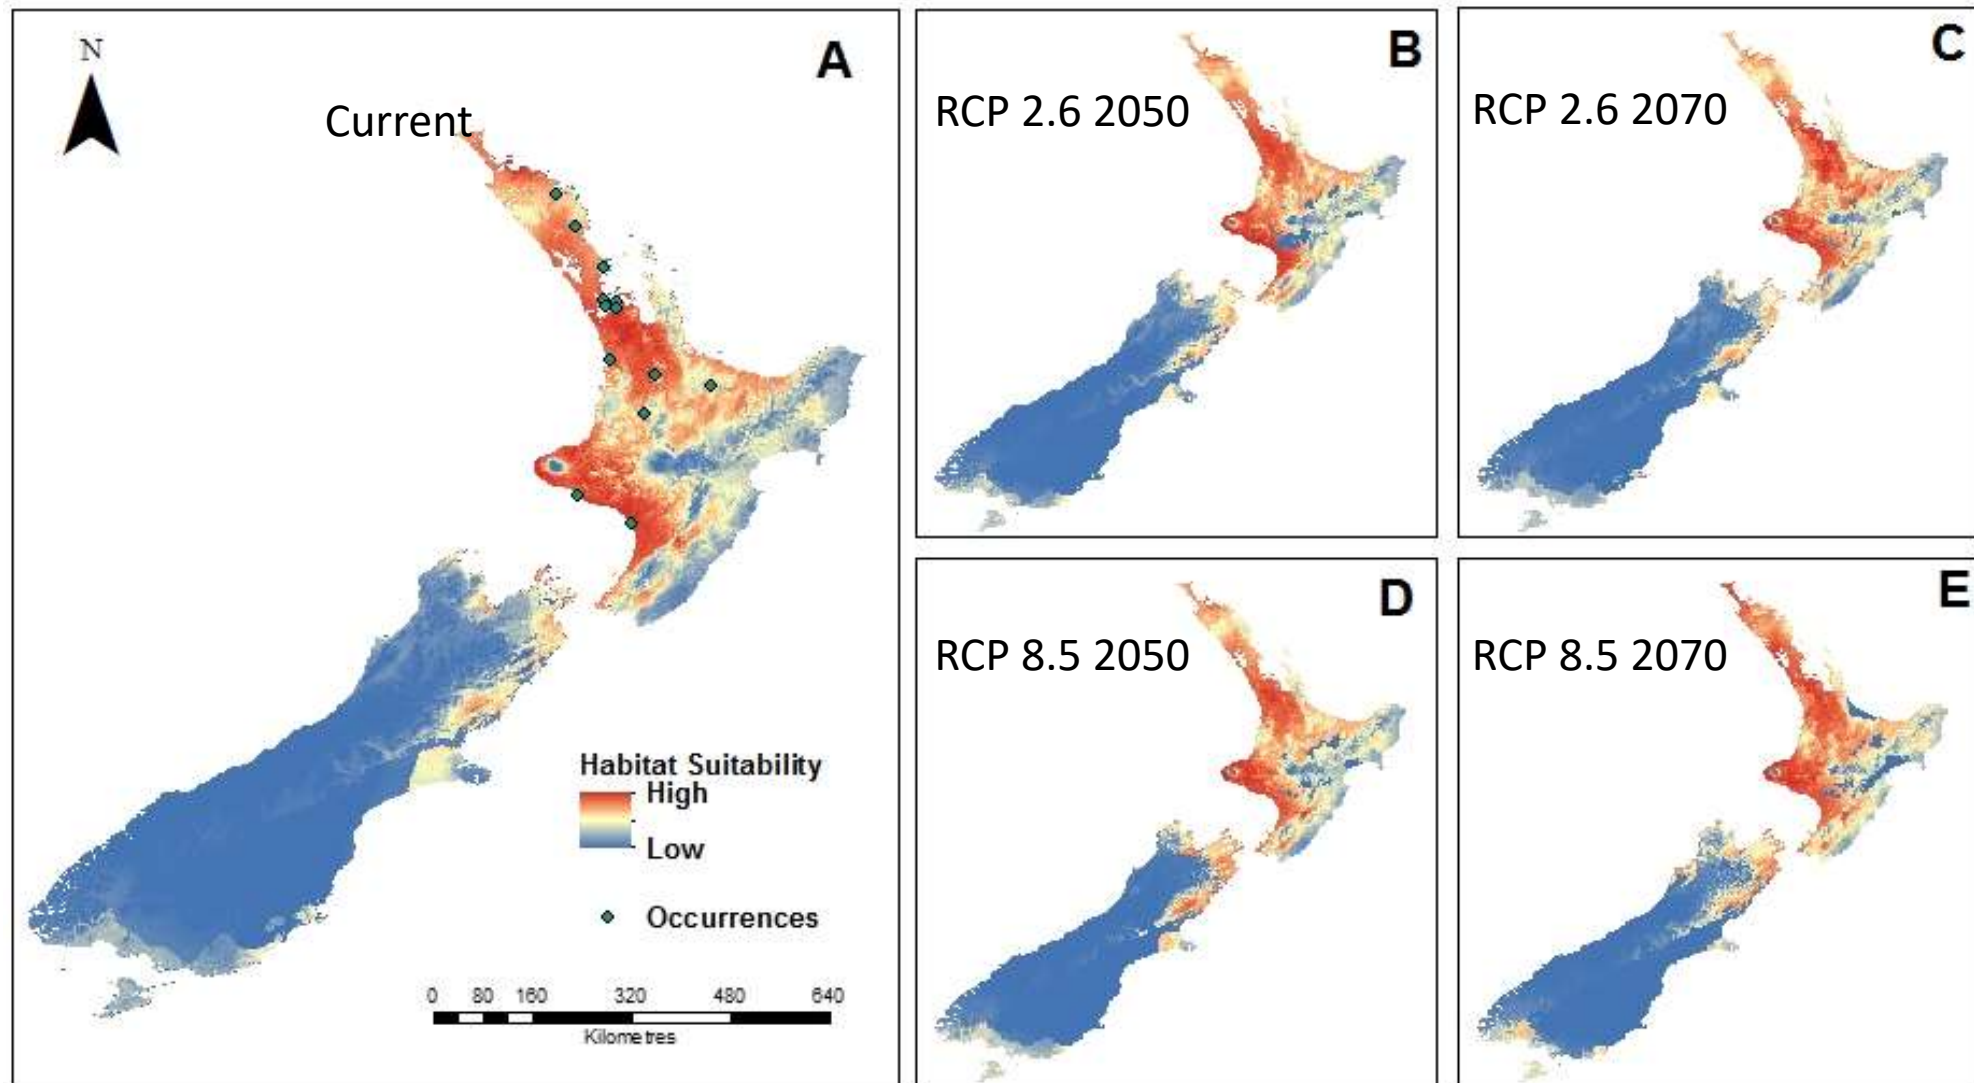 N
A
Current
Habitat Suitability
High
Low
Occurrences
0 80 160 320 480 640
Kilometres
B
RCP 2.6 2050
C
RCP 2.6 2070
D
RCP 8.5 2050
E
RCP 8.5 2070